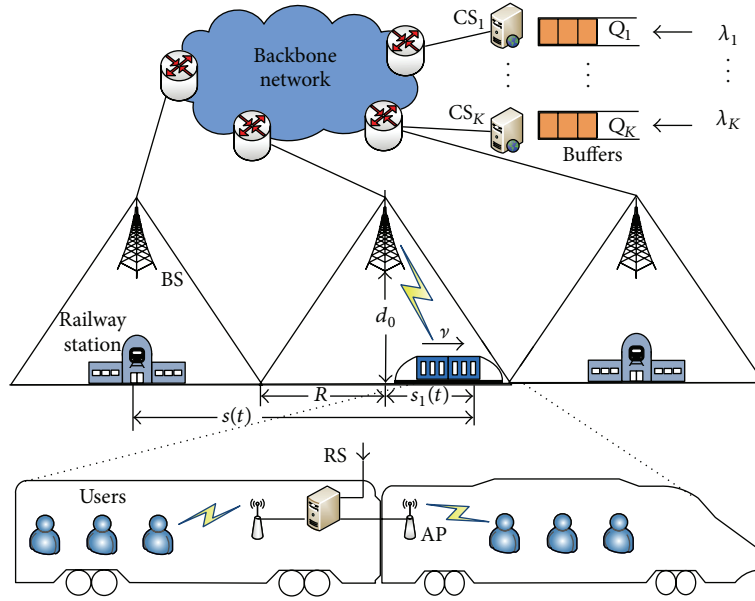 CS1 Q1 λ1
Backbone
network
CSK QK λK
Buffers
BS
Railway
station
d0
ν
R
s1(t)
s(t)
RS
Users
AP